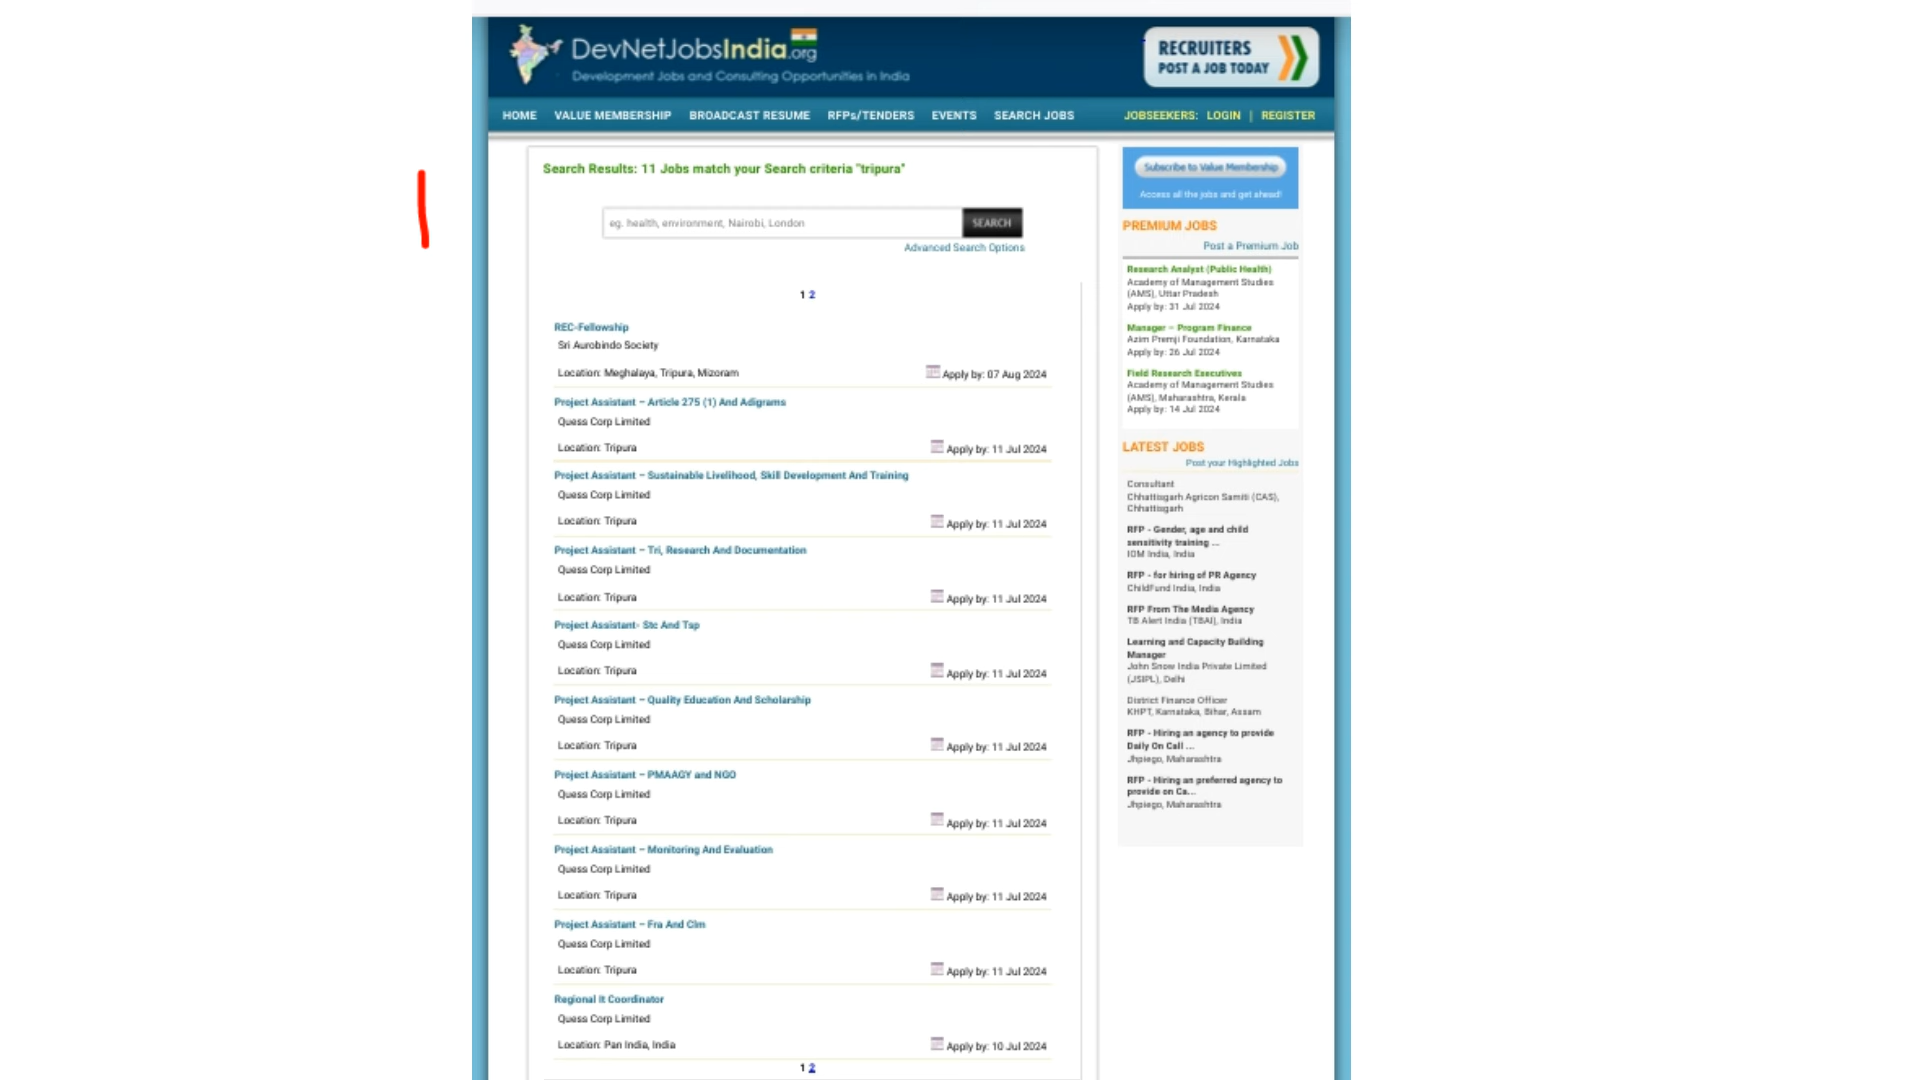 DevNetJobsIndia.org
Development Jobs and Consulting Opportunities in India
RECRUITERS
POST A JOB TODAY
HOME VALUE MEMBERSHIP BROADCAST RESUME RFPs/TENDERS EVENTS SEARCH JOBS JOBSEEKERS: LOGIN | REGISTER
Search Results: 11 Jobs match your Search criteria "tripura"
eg. health, environment, Nairobi, London
SEARCH
Advanced Search Options
1 2
REC-Fellowship
Sri Aurobindo Society
Location: Meghalaya, Tripura, Mizoram Apply by: 07 Aug 2024
Project Assistant – Article 275 (1) And Adigrams
Quess Corp Limited
Location: Tripura Apply by: 11 Jul 2024
Project Assistant – Sustainable Livelihood, Skill Development And Training
Quess Corp Limited
Location: Tripura Apply by: 11 Jul 2024
Project Assistant – Tri, Research And Documentation
Quess Corp Limited
Location: Tripura Apply by: 11 Jul 2024
Project Assistant- Stc And Tsp
Quess Corp Limited
Location: Tripura Apply by: 11 Jul 2024
Project Assistant – Quality Education And Scholarship
Quess Corp Limited
Location: Tripura Apply by: 11 Jul 2024
Project Assistant – PMAAGY and NGO
Quess Corp Limited
Location: Tripura Apply by: 11 Jul 2024
Project Assistant – Monitoring And Evaluation
Quess Corp Limited
Location: Tripura Apply by: 11 Jul 2024
Project Assistant – Fra And Clm
Quess Corp Limited
Location: Tripura Apply by: 11 Jul 2024
Regional It Coordinator
Quess Corp Limited
Location: Pan India, India Apply by: 10 Jul 2024
1 2
Subscribe to Value Membership
Access all the jobs and get ahead!
PREMIUM JOBS
Post a Premium Job
Research Analyst (Public Health)
Academy of Management Studies
(AMS), Uttar Pradesh
Apply by: 31 Jul 2024
Manager – Program Finance
Azim Premji Foundation, Karnataka
Apply by: 26 Jul 2024
Field Research Executives
Academy of Management Studies
(AMS), Maharashtra, Kerala
Apply by: 14 Jul 2024
LATEST JOBS
Post your Highlighted Jobs
Consultant
Chhattisgarh Agricon Samiti (CAS),
Chhattisgarh
RFP - Gender, age and child
sensitivity training ...
IOM India, India
RFP - for hiring of PR Agency
ChildFund India, India
RFP From The Media Agency
TB Alert India (TBAI), India
Learning and Capacity Building
Manager
John Snow India Private Limited
(JSIPL), Delhi
District Finance Officer
KHPT, Karnataka, Bihar, Assam
RFP - Hiring an agency to provide
Daily On Call ...
Jhpiego, Maharashtra
RFP - Hiring an preferred agency to
provide on Ca...
Jhpiego, Maharashtra